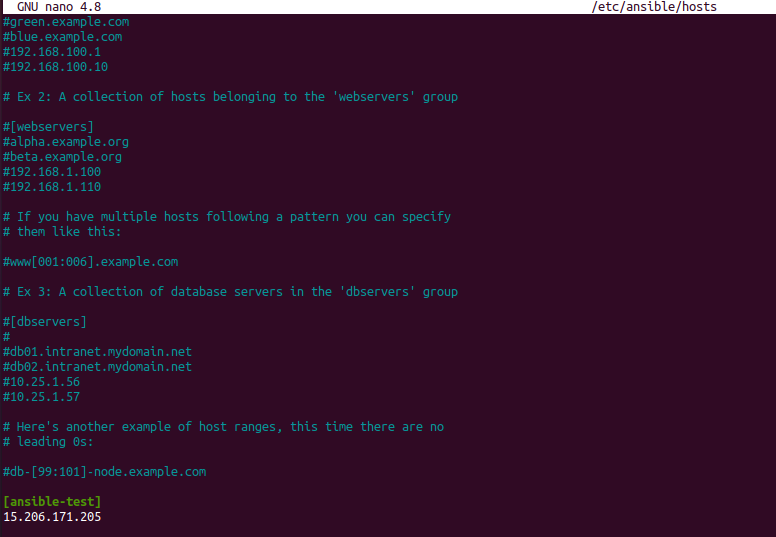 GNU nano 4.8 /etc/ansible/hosts
#green.example.com
#blue.example.com
#192.168.100.1
#192.168.100.10
# Ex 2: A collection of hosts belonging to the 'webservers' group
#[webservers]
#alpha.example.org
#beta.example.org
#192.168.1.100
#192.168.1.110
# If you have multiple hosts following a pattern you can specify
# them like this:
#www[001:006].example.com
# Ex 3: A collection of database servers in the 'dbservers' group
#[dbservers]
#
#db01.intranet.mydomain.net
#db02.intranet.mydomain.net
#10.25.1.56
#10.25.1.57
# Here's another example of host ranges, this time there are no
# leading 0s:
#db-[99:101]-node.example.com
[ansible-test]
15.206.171.205